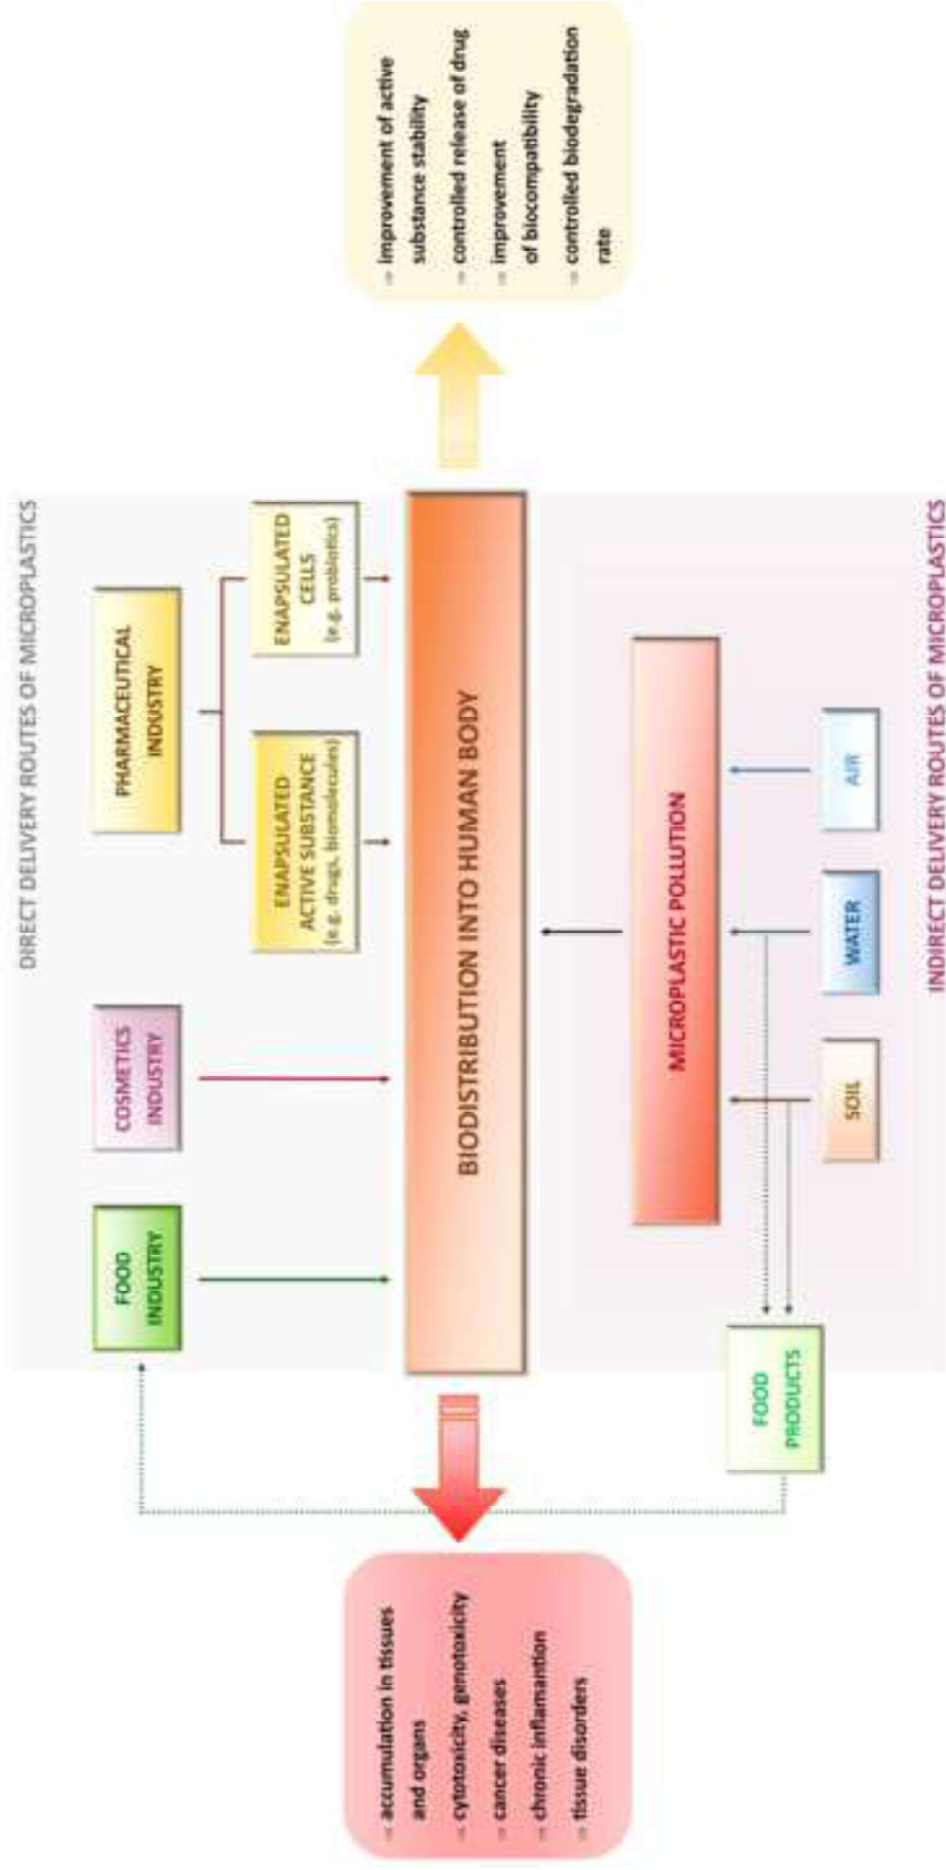 DIRECT DELIVERY ROUTES OF MICROPLASTICS
FOOD
INDUSTRY
COSMETICS
INDUSTRY
PHARMACEUTICAL
INDUSTRY
ENAPSULATED
ACTIVE SUBSTANCE
(e.g. drugs, biomolecules)
ENAPSULATED
CELLS
(e.g. probiotics)
→ accumulation in tissues
and organs
→ cytotoxicity, genotoxicity
→ cancer diseases
→ chronic inflamantion
→ tissue disorders
BIODISTRIBUTION INTO HUMAN BODY
→ improvement of active
substance stability
→ controlled release of drug
→ improvement
of biocompatibility
→ controlled biodegradation
rate
MICROPLASTIC POLLUTION
FOOD
PRODUCTS
SOIL
WATER
AIR
INDIRECT DELIVERY ROUTES OF MICROPLASTICS